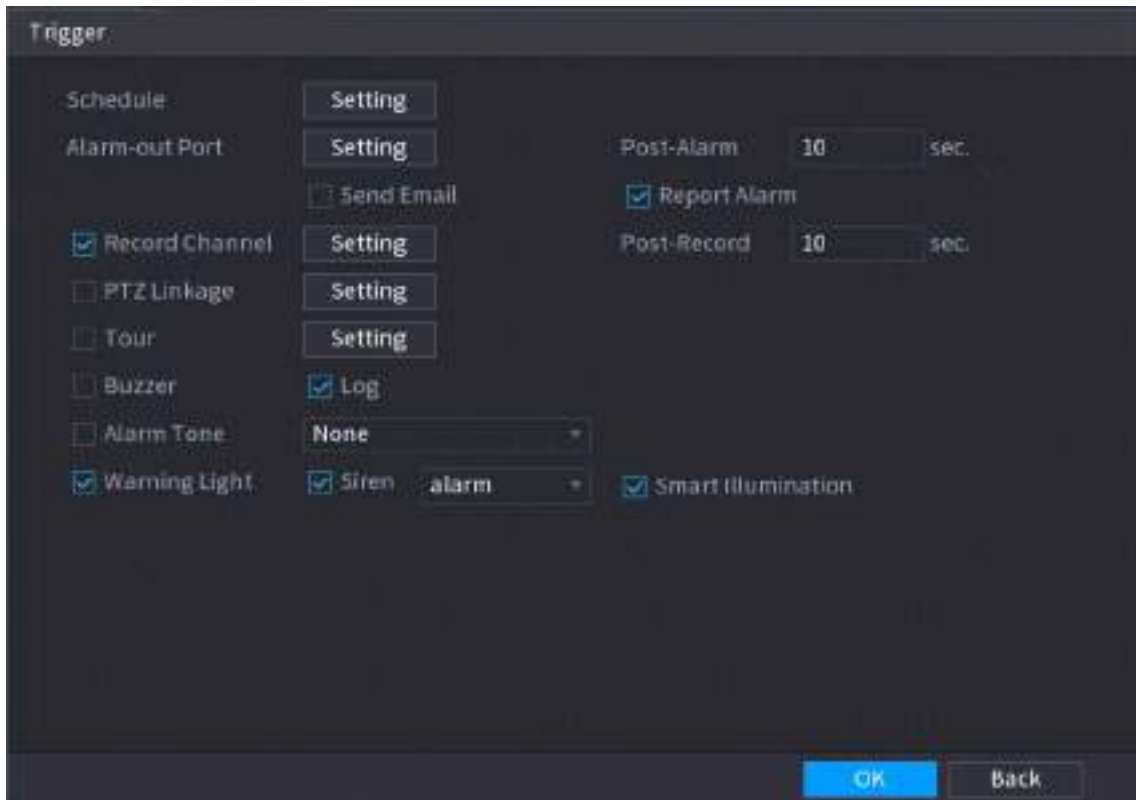 Trigger
Schedule Setting
Alarm-out Port Setting Post-Alarm 10 sec.
Send Email Report Alarm
Record Channel Setting Post-Record 10 sec.
PTZ Linkage Setting
Tour Setting
Buzzer Log
Alarm Tone None
Warning Light Siren alarm Smart Illumination
OK Back